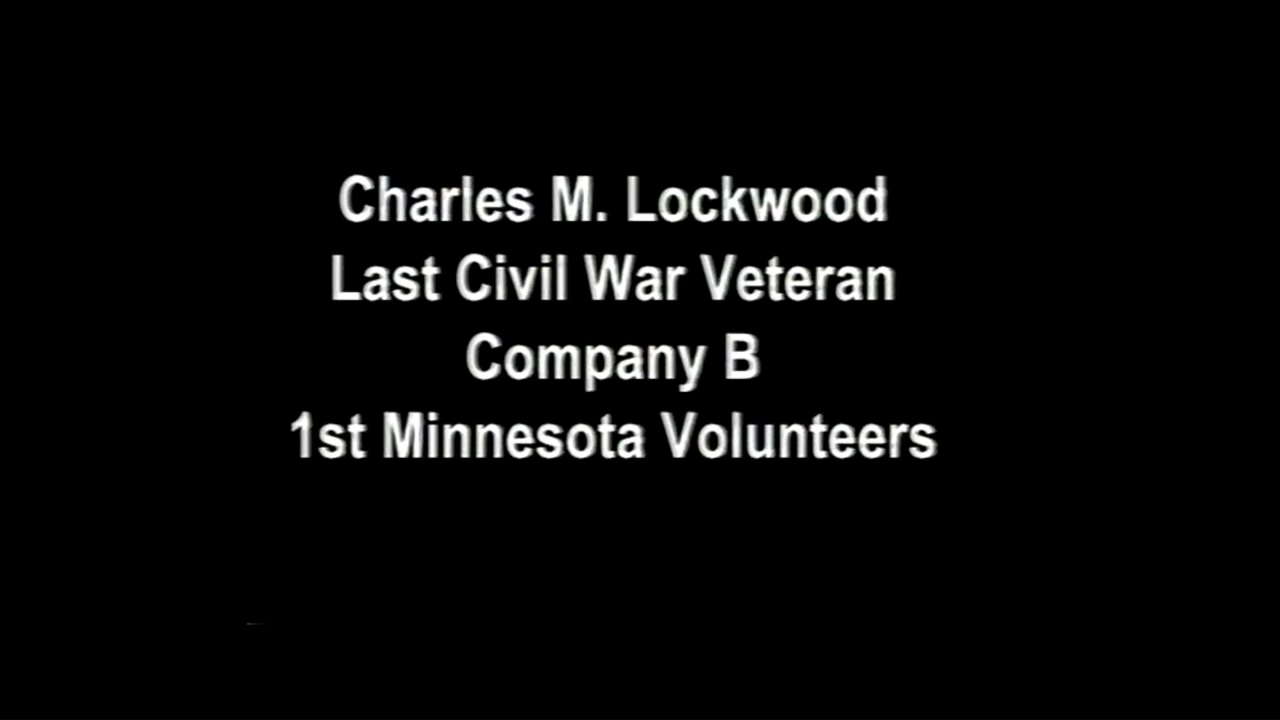 Charles M. Lockwood
Last Civil War Veteran
Company B
1st Minnesota Volunteers